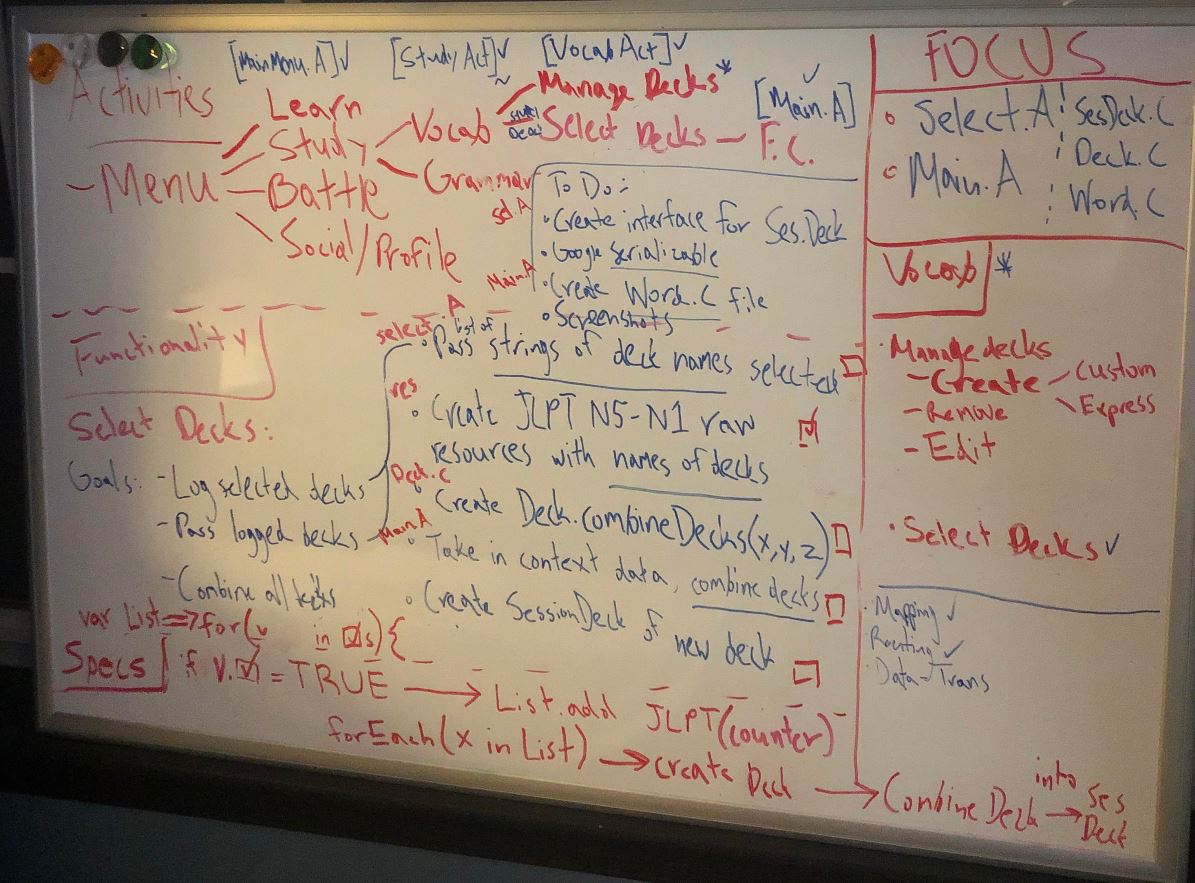 [MainMenu.A]✓ [Study Act]✓ [Vocab Act]✓
Activities
- Menu
Learn
Study
Battle
Social/Profile
Vocab
Grammar
Manage Decks*
Select Decks - F.C.
[Main.A] ✓
To Do:
• Create interface for Ses.Deck
• Google Serializable
• Create Word.C file
• Screenshots
sel.A
Main.A
Functionality
Select Decks:
Goals: - Log selected decks
- Pass logged decks
- Combine all
select.A
• Pass list of strings of deck names selected ☐
res
• Create JLPT N5-N1 raw ☑
resources with names of decks
Deck.C
• Create Deck.combineDecks(x,y,z) ☐
Main.A
• Take in context data, combine decks ☐
• Create SessionDeck of
new deck ☐
var List => for(v in ☑s){
Specs if v.☑ = TRUE → List.add JLPT(counter)
forEach(x in List) → create Deck → Combine Deck into → Ses
Deck
FOCUS
• Select.A ¦ SesDeck.C
¦ Deck.C
• Main.A ¦ Word.C
Vocab *
• Manage decks
- Create - Custom
Express
- Remove
- Edit
• Select Decks ✓
• Mapping ✓
• Routing ✓
• Data-Trans